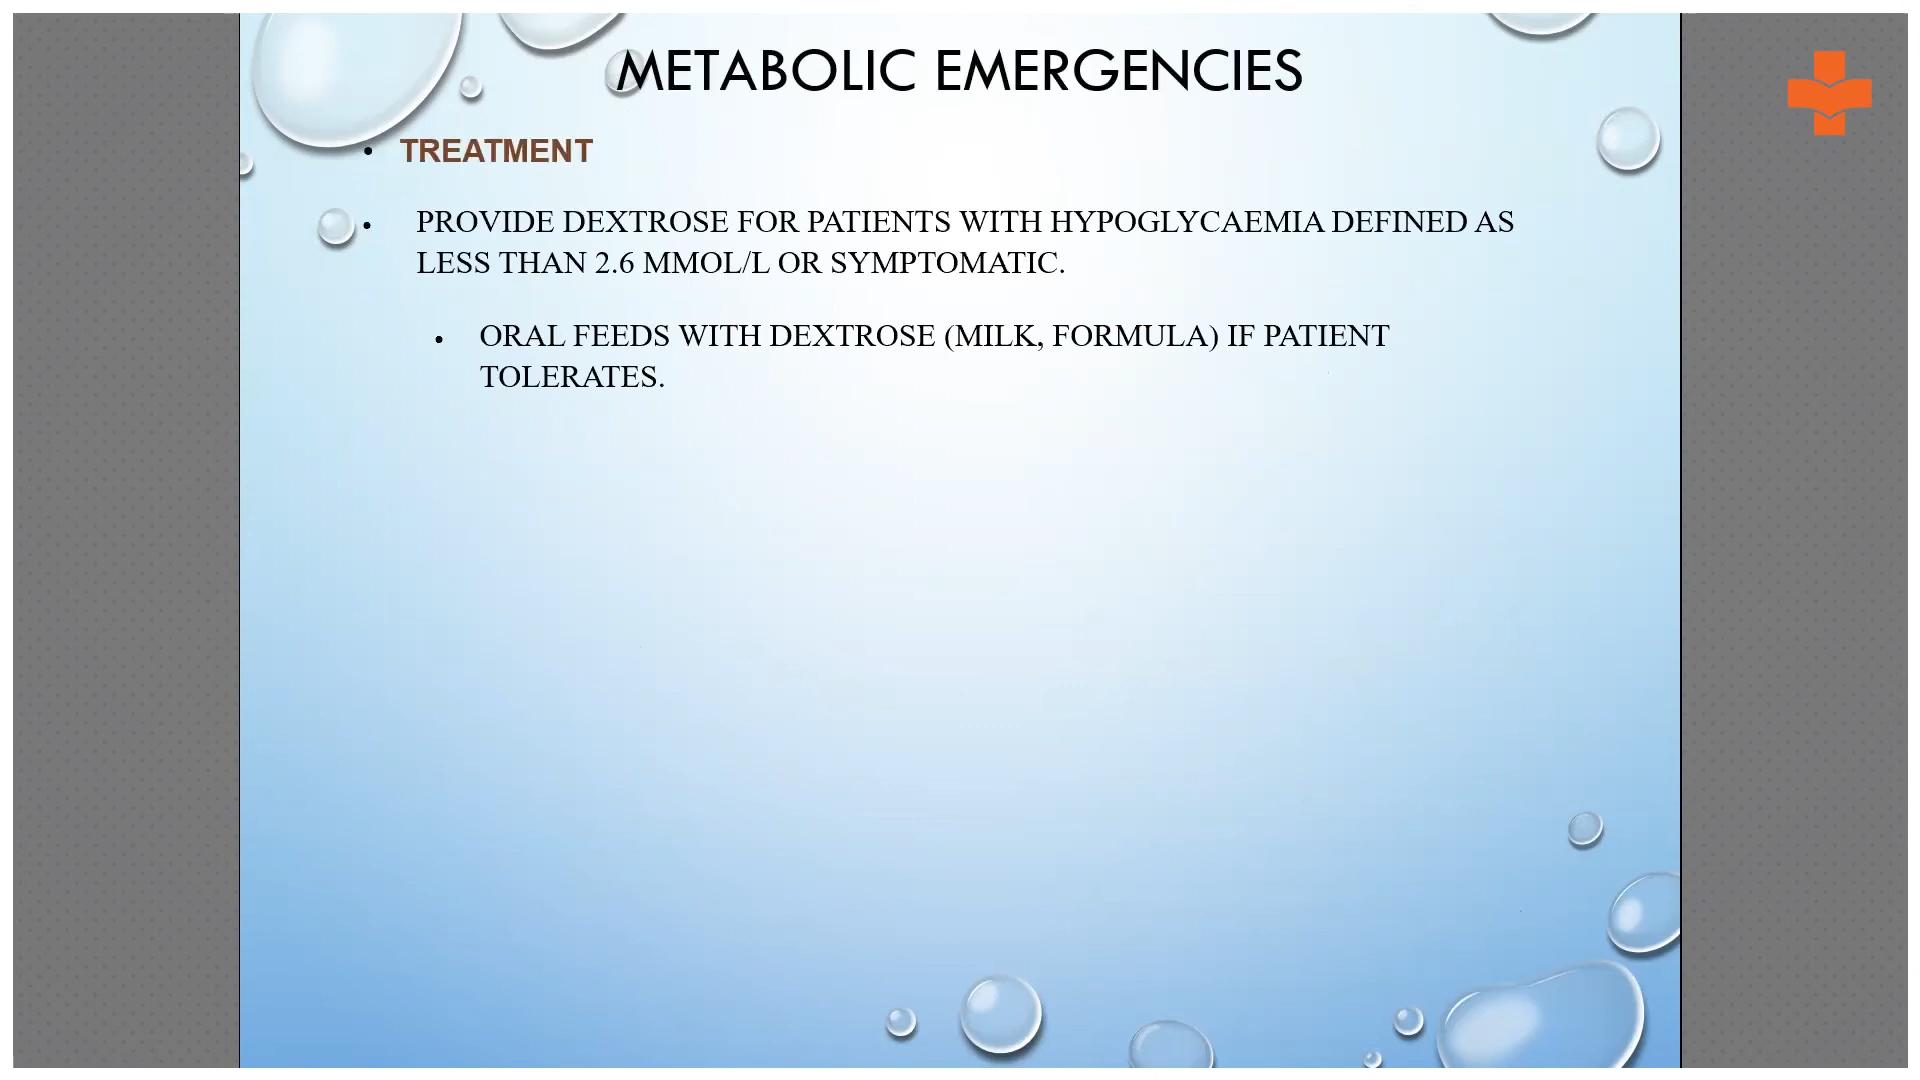 METABOLIC EMERGENCIES
• TREATMENT
• PROVIDE DEXTROSE FOR PATIENTS WITH HYPOGLYCAEMIA DEFINED AS
LESS THAN 2.6 MMOL/L OR SYMPTOMATIC.
• ORAL FEEDS WITH DEXTROSE (MILK, FORMULA) IF PATIENT
TOLERATES.